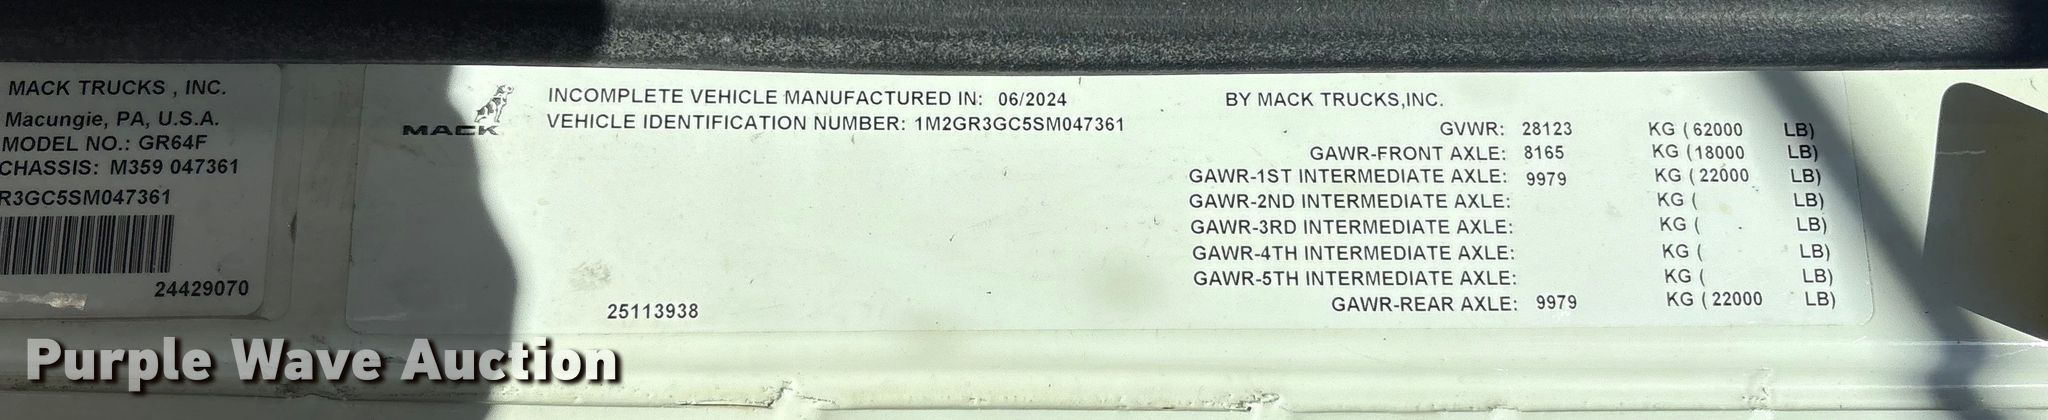 MACK TRUCKS , INC.
Macungie, PA, U.S.A.
MODEL NO.: GR64F
CHASSIS: M359 047361
R3GC5SM047361
24429070
MACK
INCOMPLETE VEHICLE MANUFACTURED IN: 06/2024 BY MACK TRUCKS,INC.
VEHICLE IDENTIFICATION NUMBER: 1M2GR3GC5SM047361
GVWR: 28123 KG (62000 LB)
GAWR-FRONT AXLE: 8165 KG (18000 LB)
GAWR-1ST INTERMEDIATE AXLE: 9979 KG (22000 LB)
GAWR-2ND INTERMEDIATE AXLE: KG ( LB)
GAWR-3RD INTERMEDIATE AXLE: KG ( LB)
GAWR-4TH INTERMEDIATE AXLE: KG ( LB)
GAWR-5TH INTERMEDIATE AXLE: KG ( LB)
GAWR-REAR AXLE: 9979 KG (22000 LB)
25113938
Purple Wave Auction